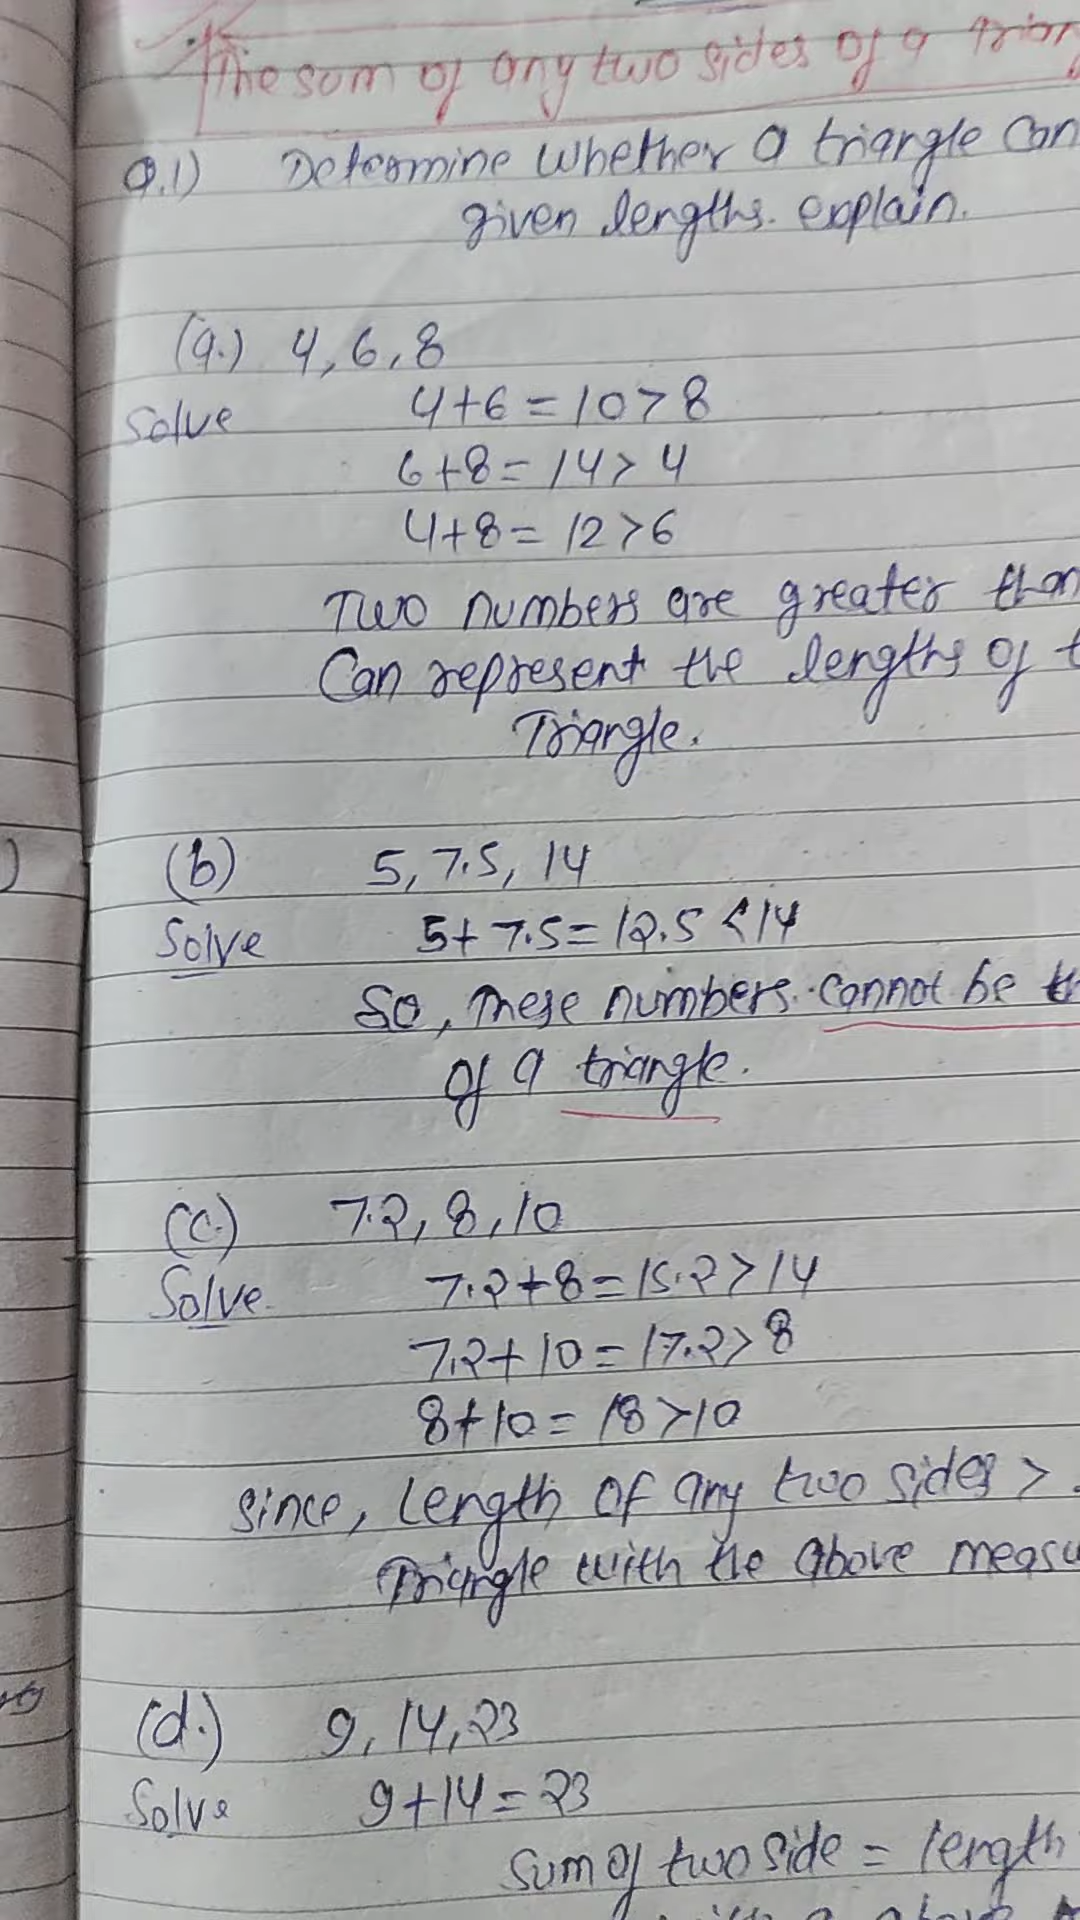 The sum of any two sides of a
Q.1) Determine whether a triangle can
given lengths. explain.
(a.) 4, 6, 8
Solve 4+6 = 10 > 8
6+8 = 14 > 4
4+8 = 12 > 6
Two numbers are greater than
Can represent the lengths of
Triangle.
(b) 5, 7.5, 14
Solve 5+ 7.5 = 12.5 < 14
So, These numbers cannot be
of a triangle.
(c.) 7.2, 8, 10
Solve 7.2+8 = 15.2 > 14
7.2+10 = 17.2 > 8
8+10 = 18 > 10
Since, Length of any two sides >
Triangle with the above
(d.) 9, 14, 23
Solve 9+14 = 23
Sum of two side = length